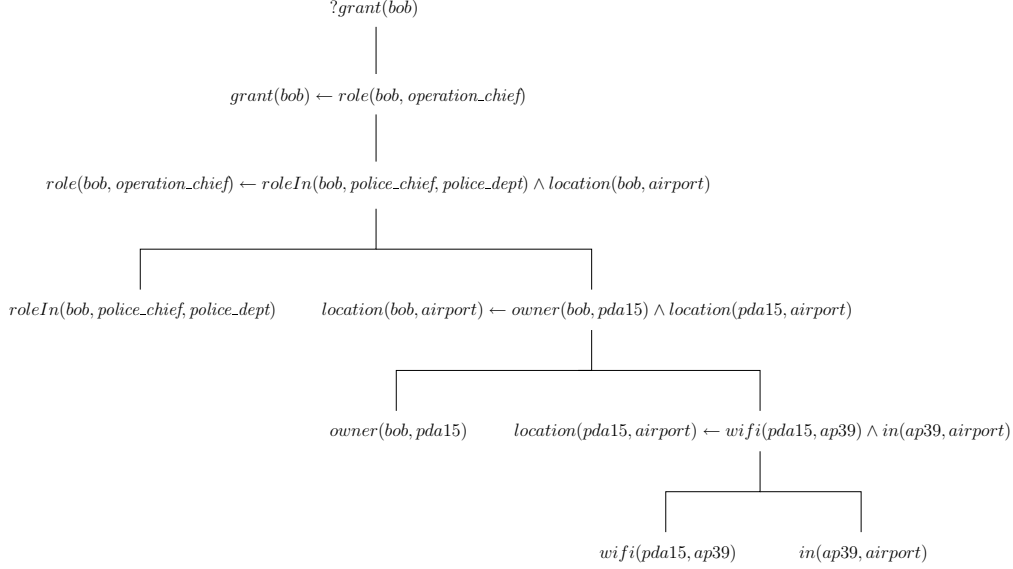 ?grant(bob)
grant(bob) ← role(bob, operation_chief)
role(bob, operation_chief) ← roleIn(bob, police_chief, police_dept) ∧ location(bob, airport)
roleIn(bob, police_chief, police_dept)
location(bob, airport) ← owner(bob, pda15) ∧ location(pda15, airport)
owner(bob, pda15)
location(pda15, airport) ← wifi(pda15, ap39) ∧ in(ap39, airport)
wifi(pda15, ap39)
in(ap39, airport)